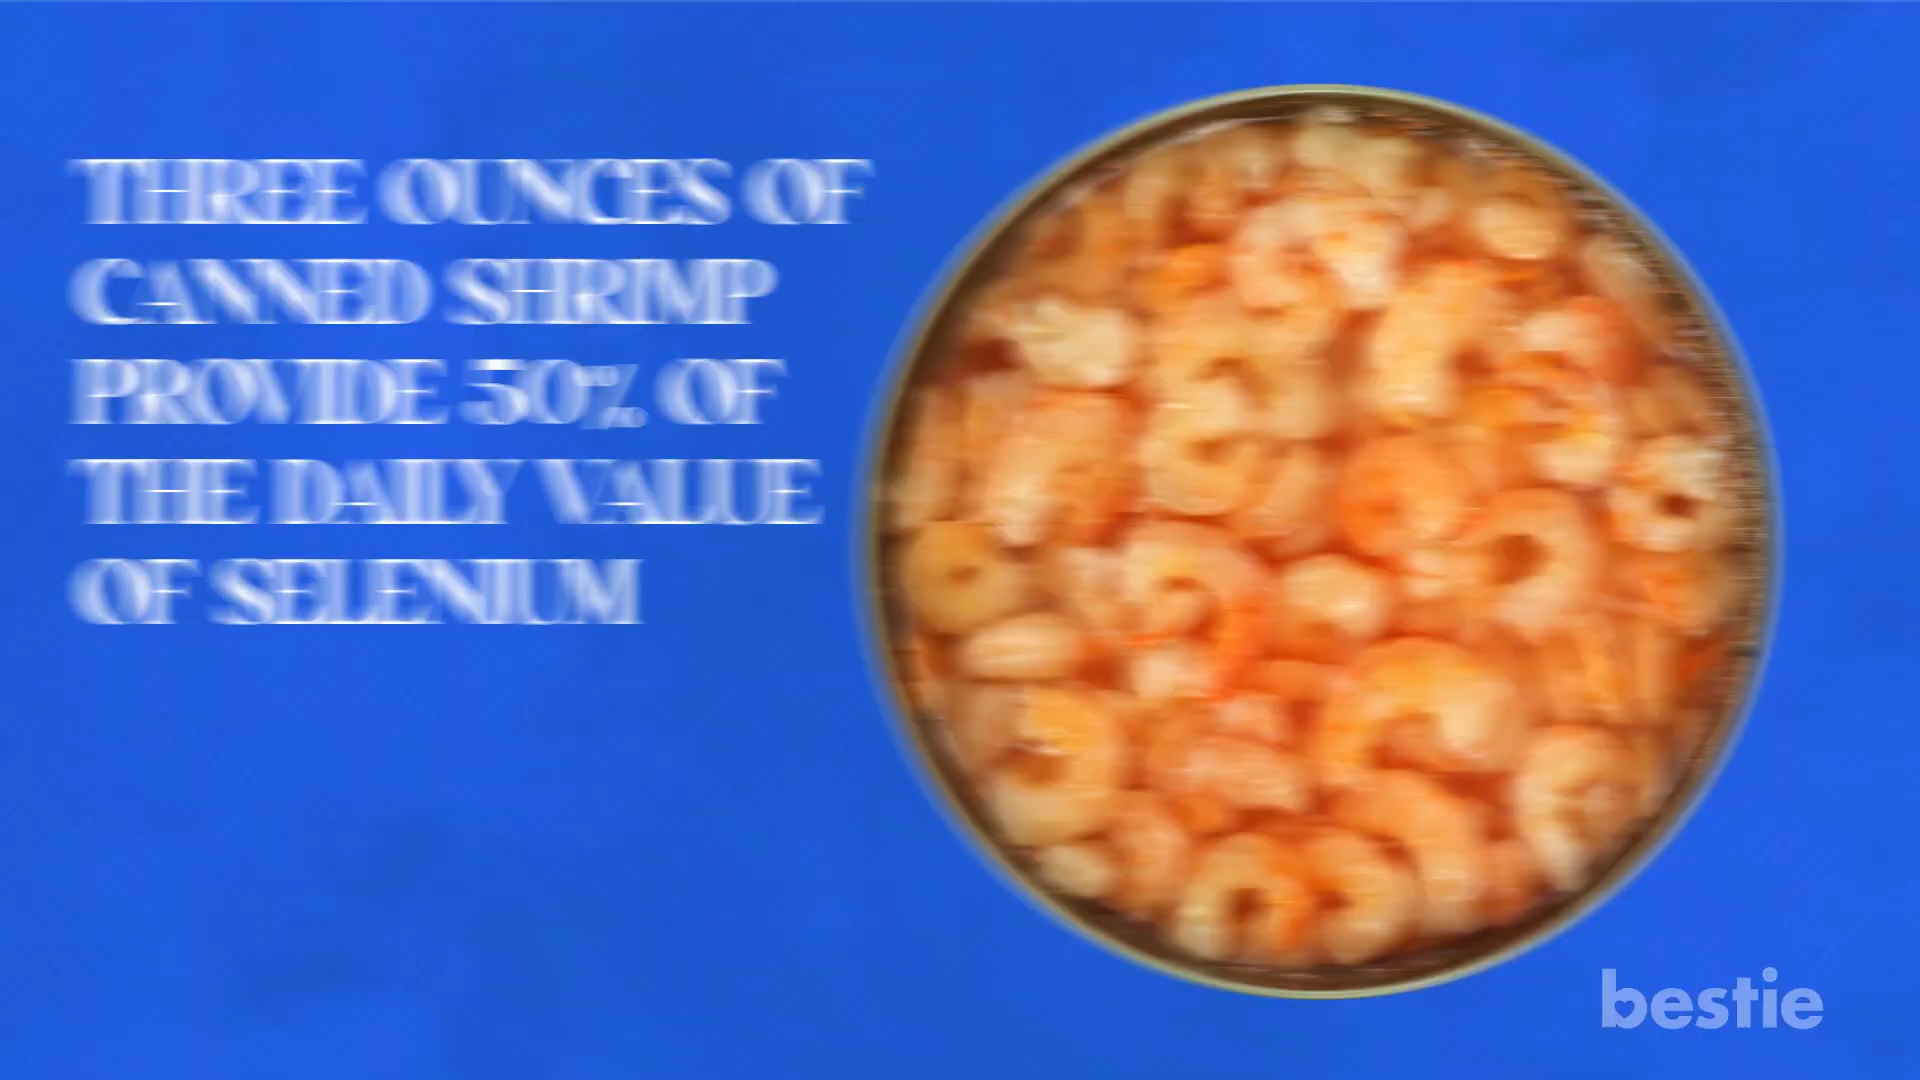 THREE OUNCES OF
CANNED SHRIMP
PROVIDE 50% OF
THE DAILY VALUE
OF SELENIUM
bestie